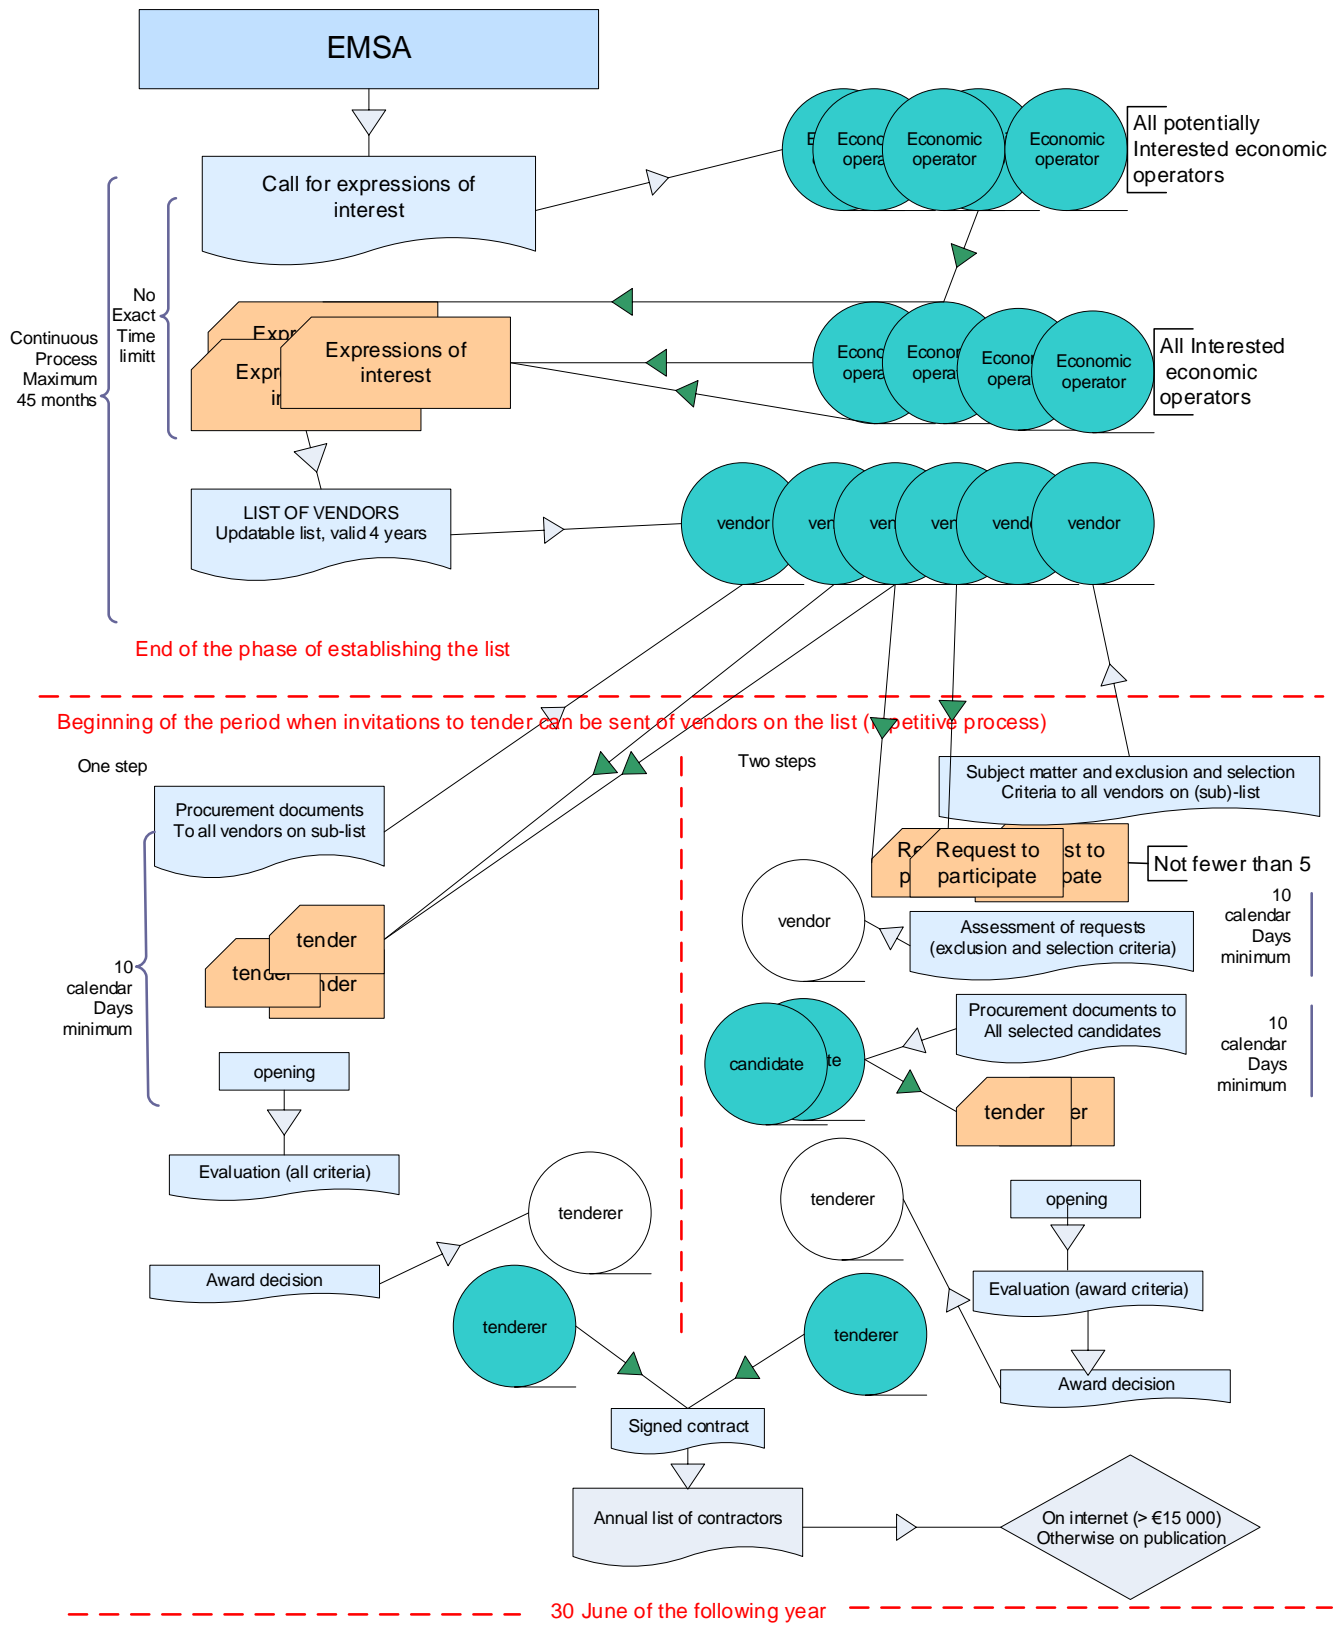 EMSA
Call for expressions of
interest
Economic
operator
Economic
operator
All potentially
Interested economic
operators
No
Exact
Time
limitt
Continuous
Process
Maximum
45 months
Expressions of
interest
Economic
operator
All Interested
economic
operators
LIST OF VENDORS
Updatable list, valid 4 years
vendor
vendor
End of the phase of establishing the list
Beginning of the period when invitations to tender can be sent of vendors on the list (repetitive process)
One step
Two steps
Procurement documents
To all vendors on sub-list
Subject matter and exclusion and selection
Criteria to all vendors on (sub)-list
Request to
participate
Not fewer than 5
10
calendar
Days
minimum
vendor
Assessment of requests
(exclusion and selection criteria)
tender
tender
10
calendar
Days
minimum
Procurement documents to
All selected candidates
10
calendar
Days
minimum
candidate
tender
opening
Evaluation (all criteria)
tenderer
tenderer
opening
Award decision
Evaluation (award criteria)
tenderer
tenderer
Award decision
Signed contract
Annual list of contractors
On internet (> €15 000)
Otherwise on publication
30 June of the following year